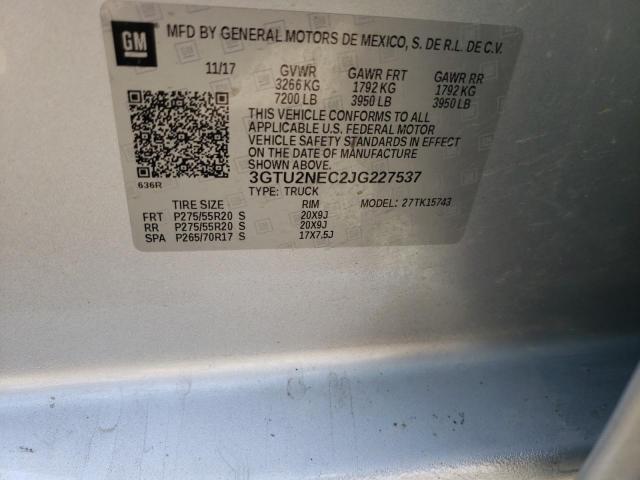 GM
MFD BY GENERAL MOTORS DE MEXICO, S. DE R.L. DE C.V.
11/17 GVWR GAWR FRT GAWR RR
3266 KG 1792 KG 1792 KG
7200 LB 3950 LB 3950 LB
THIS VEHICLE CONFORMS TO ALL
APPLICABLE U.S. FEDERAL MOTOR
VEHICLE SAFETY STANDARDS IN EFFECT
ON THE DATE OF MANUFACTURE
SHOWN ABOVE.
3GTU2NEC2JG227537
636R
TYPE: TRUCK
TIRE SIZE RIM MODEL: 27TK15743
FRT P275/55R20 S 20X9J
RR P275/55R20 S 20X9J
SPA P265/70R17 S 17X7.5J